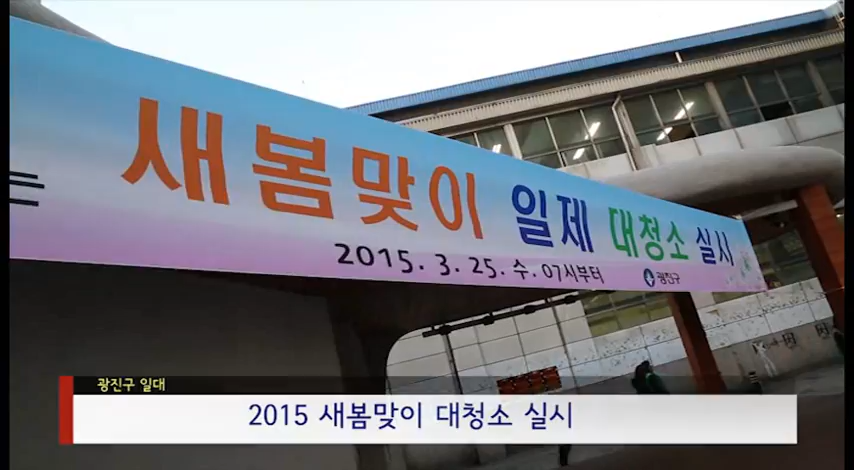 새봄맞이 일제 대청소 실시
2015. 3. 25. 수. 07시부터 광진구
광진구 일대
2015 새봄맞이 대청소 실시